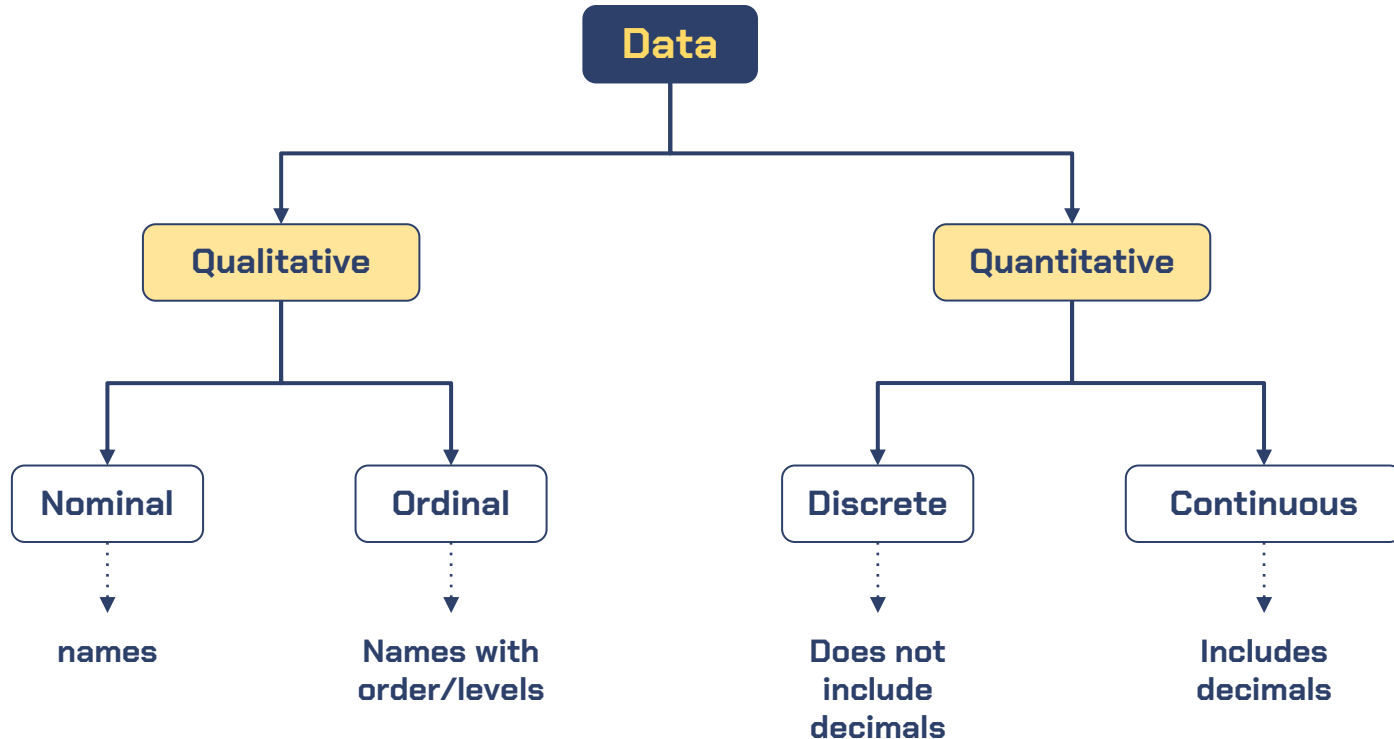 Data
Qualitative
Quantitative
Nominal
Ordinal
Discrete
Continuous
names
Names with
order/levels
Does not
include
decimals
Includes
decimals